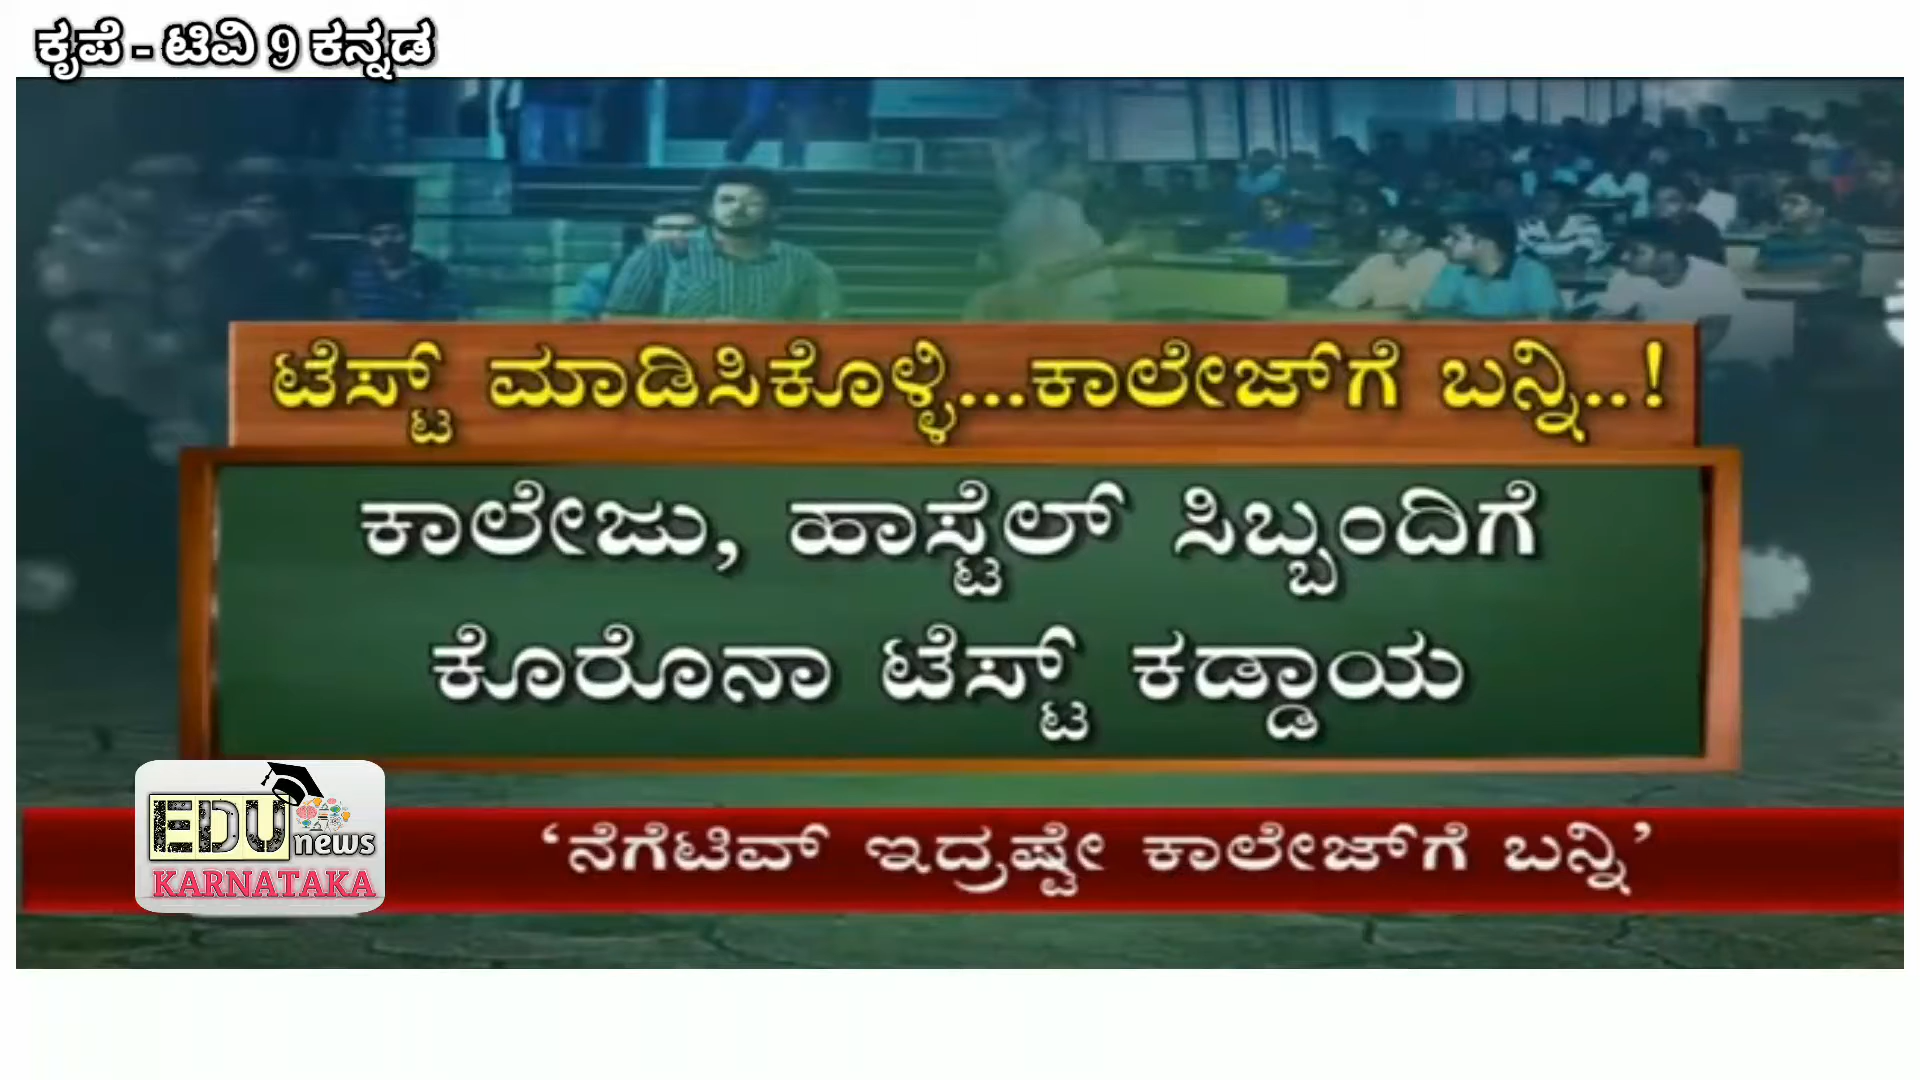 ಕೃಪೆ - ಟಿವಿ 9 ಕನ್ನಡ
ಟೆಸ್ಟ್ ಮಾಡಿಸಿಕೊಳ್ಳಿ...ಕಾಲೇಜ್‌ಗೆ ಬನ್ನಿ..!
ಕಾಲೇಜು, ಹಾಸ್ಟೆಲ್ ಸಿಬ್ಬಂದಿಗೆ
ಕೊರೊನಾ ಟೆಸ್ಟ್ ಕಡ್ಡಾಯ
EDU news
KARNATAKA
‘ನೆಗೆಟಿವ್ ಇದ್ರಷ್ಟೇ ಕಾಲೇಜ್‌ಗೆ ಬನ್ನಿ’